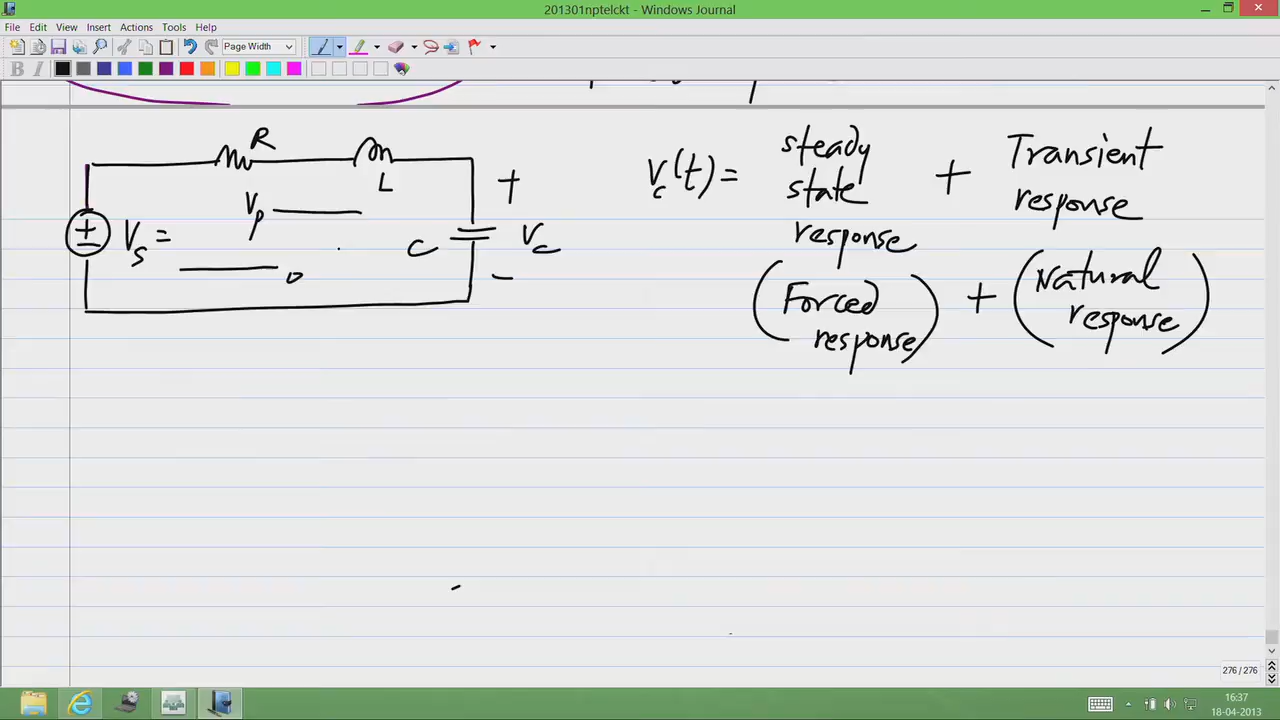 201301nptelckt - Windows Journal
File Edit View Insert Actions Tools Help
Page Width
B I
R
L
V_p
V_s =
0
C
+
V_c
-
V_c(t) = steady state response + Transient response
(Forced response) + (Natural response)
276 / 276
16:37
18-04-2013